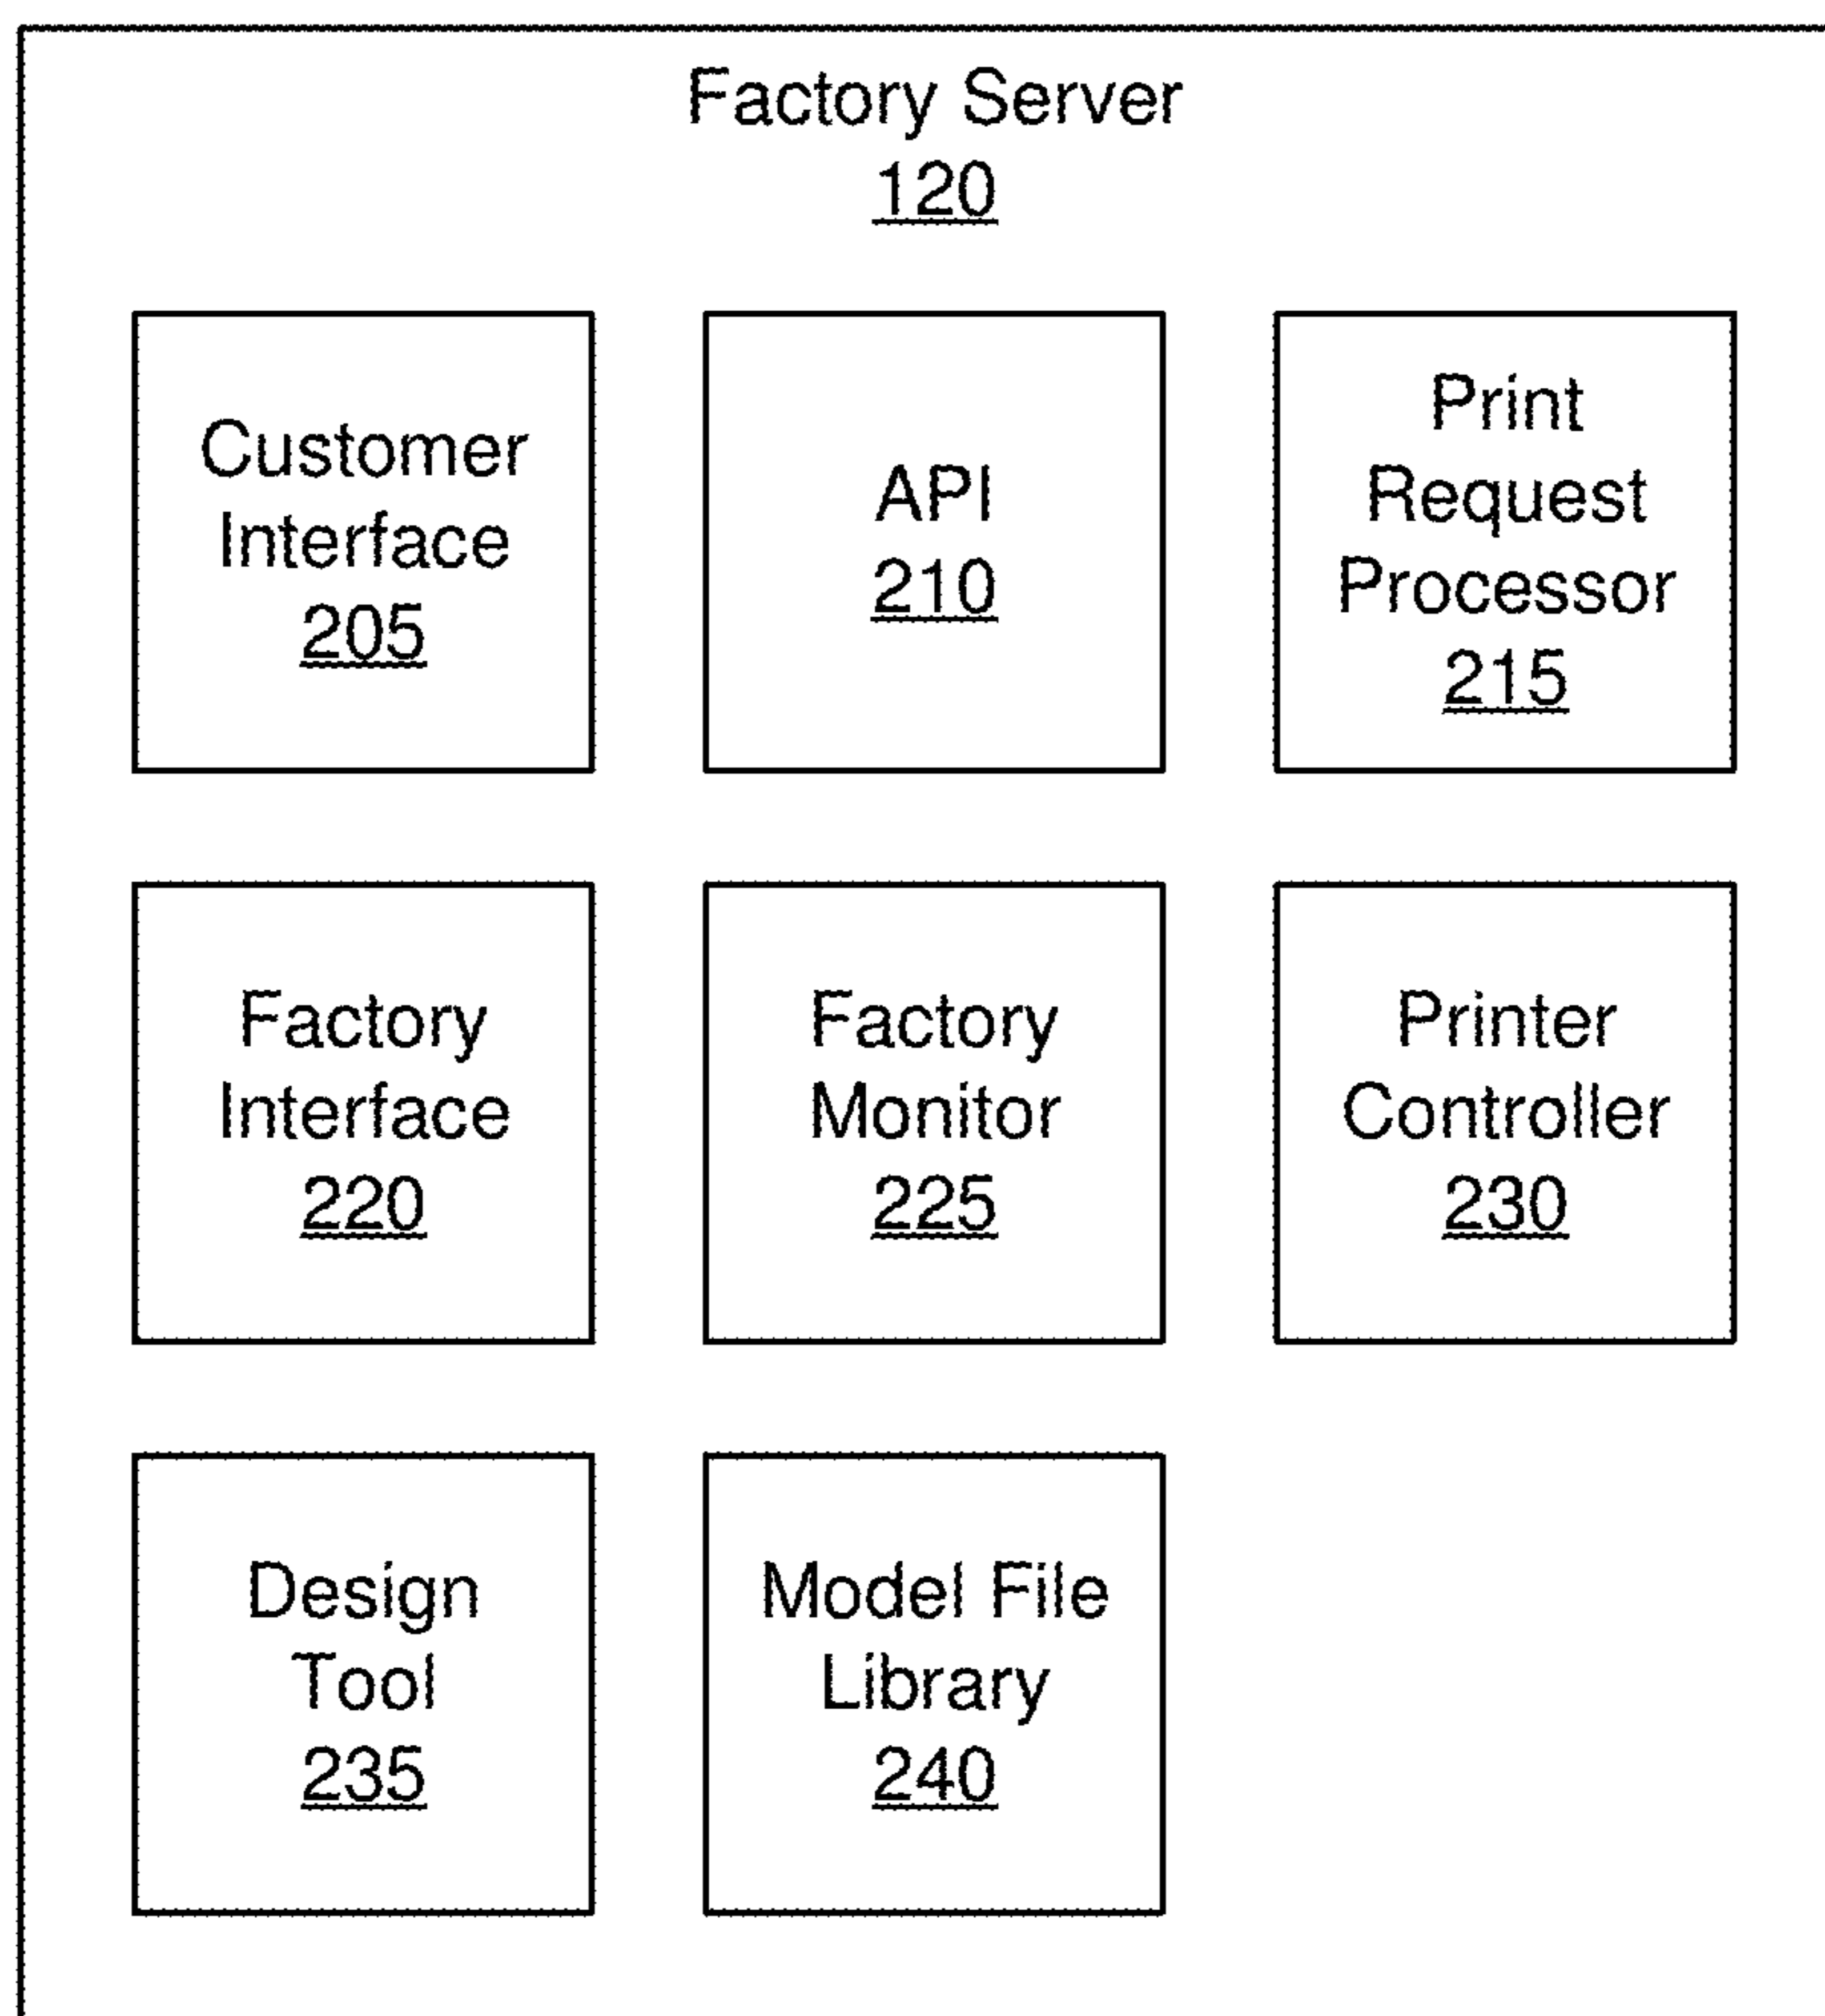 Factory Server
120
Customer
Interface
205
API
210
Print
Request
Processor
215
Factory
Interface
220
Factory
Monitor
225
Printer
Controller
230
Design
Tool
235
Model File
Library
240